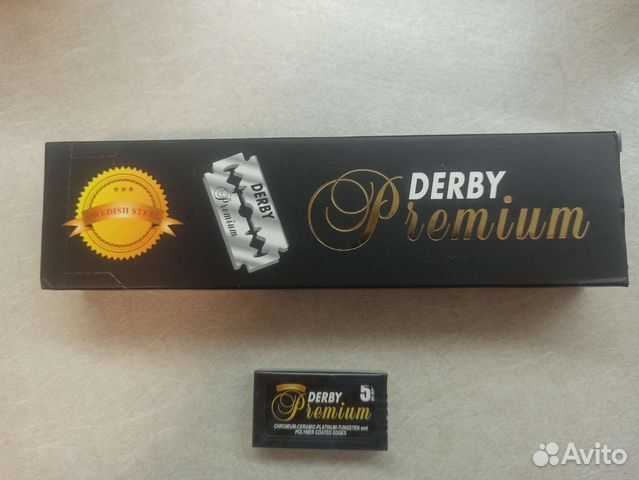 SWEDISH STEEL
DERBY
Premium
DERBY
Premium
DERBY
5
Premium
CHROMIUM-CERAMIC-PLATINUM-TUNGSTEN and
POLYMER COATED EDGES
Avito